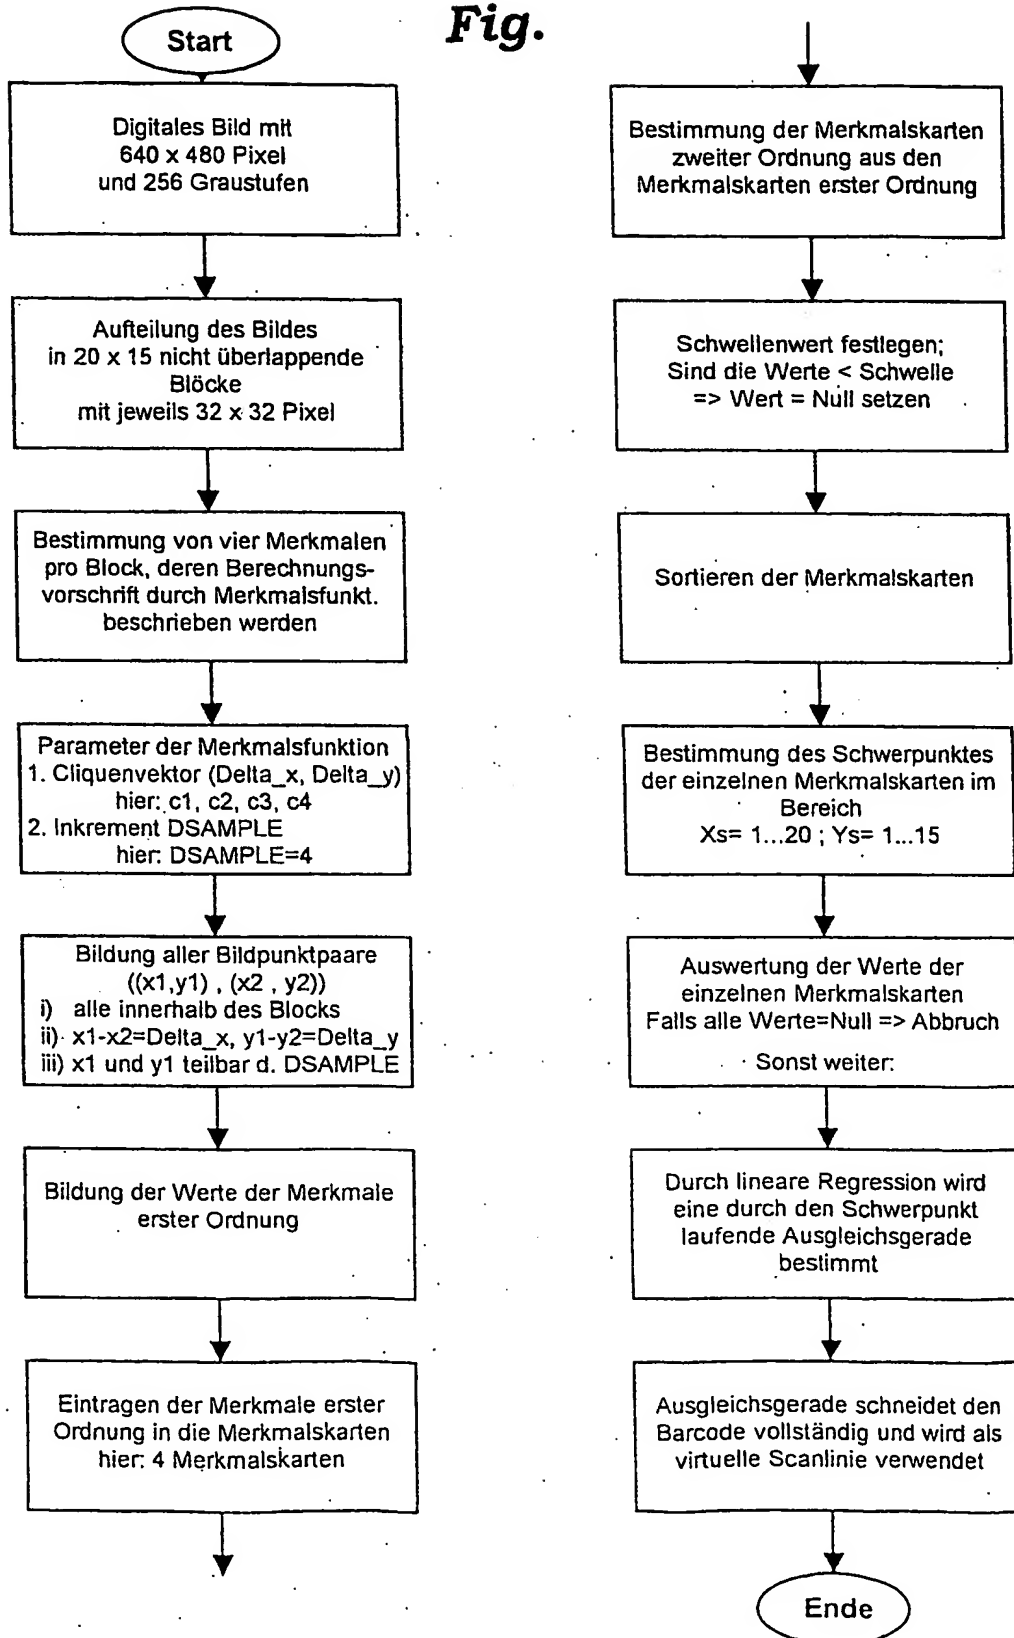 Fig.
Start
Digitales Bild mit
640 x 480 Pixel
und 256 Graustufen
Aufteilung des Bildes
in 20 x 15 nicht überlappende
Blöcke
mit jeweils 32 x 32 Pixel
Bestimmung von vier Merkmalen
pro Block, deren Berechnungs-
vorschrift durch Merkmalsfunkt.
beschrieben werden
Parameter der Merkmalsfunktion
1. Cliquenvektor (Delta_x, Delta_y)
hier: c1, c2, c3, c4
2. Inkrement DSAMPLE
hier: DSAMPLE=4
Bildung aller Bildpunktpaare
((x1,y1) , (x2 , y2))
i) alle innerhalb des Blocks
ii) x1-x2=Delta_x, y1-y2=Delta_y
iii) x1 und y1 teilbar d. DSAMPLE
Bildung der Werte der Merkmale
erster Ordnung
Eintragen der Merkmale erster
Ordnung in die Merkmalskarten
hier: 4 Merkmalskarten
Bestimmung der Merkmalskarten
zweiter Ordnung aus den
Merkmalskarten erster Ordnung
Schwellenwert festlegen;
Sind die Werte < Schwelle
=> Wert = Null setzen
Sortieren der Merkmalskarten
Bestimmung des Schwerpunktes
der einzelnen Merkmalskarten im
Bereich
Xs= 1...20 ; Ys= 1...15
Auswertung der Werte der
einzelnen Merkmalskarten
Falls alle Werte=Null => Abbruch
Sonst weiter:
Durch lineare Regression wird
eine durch den Schwerpunkt
laufende Ausgleichsgerade
bestimmt
Ausgleichsgerade schneidet den
Barcode vollständig und wird als
virtuelle Scanlinie verwendet
Ende